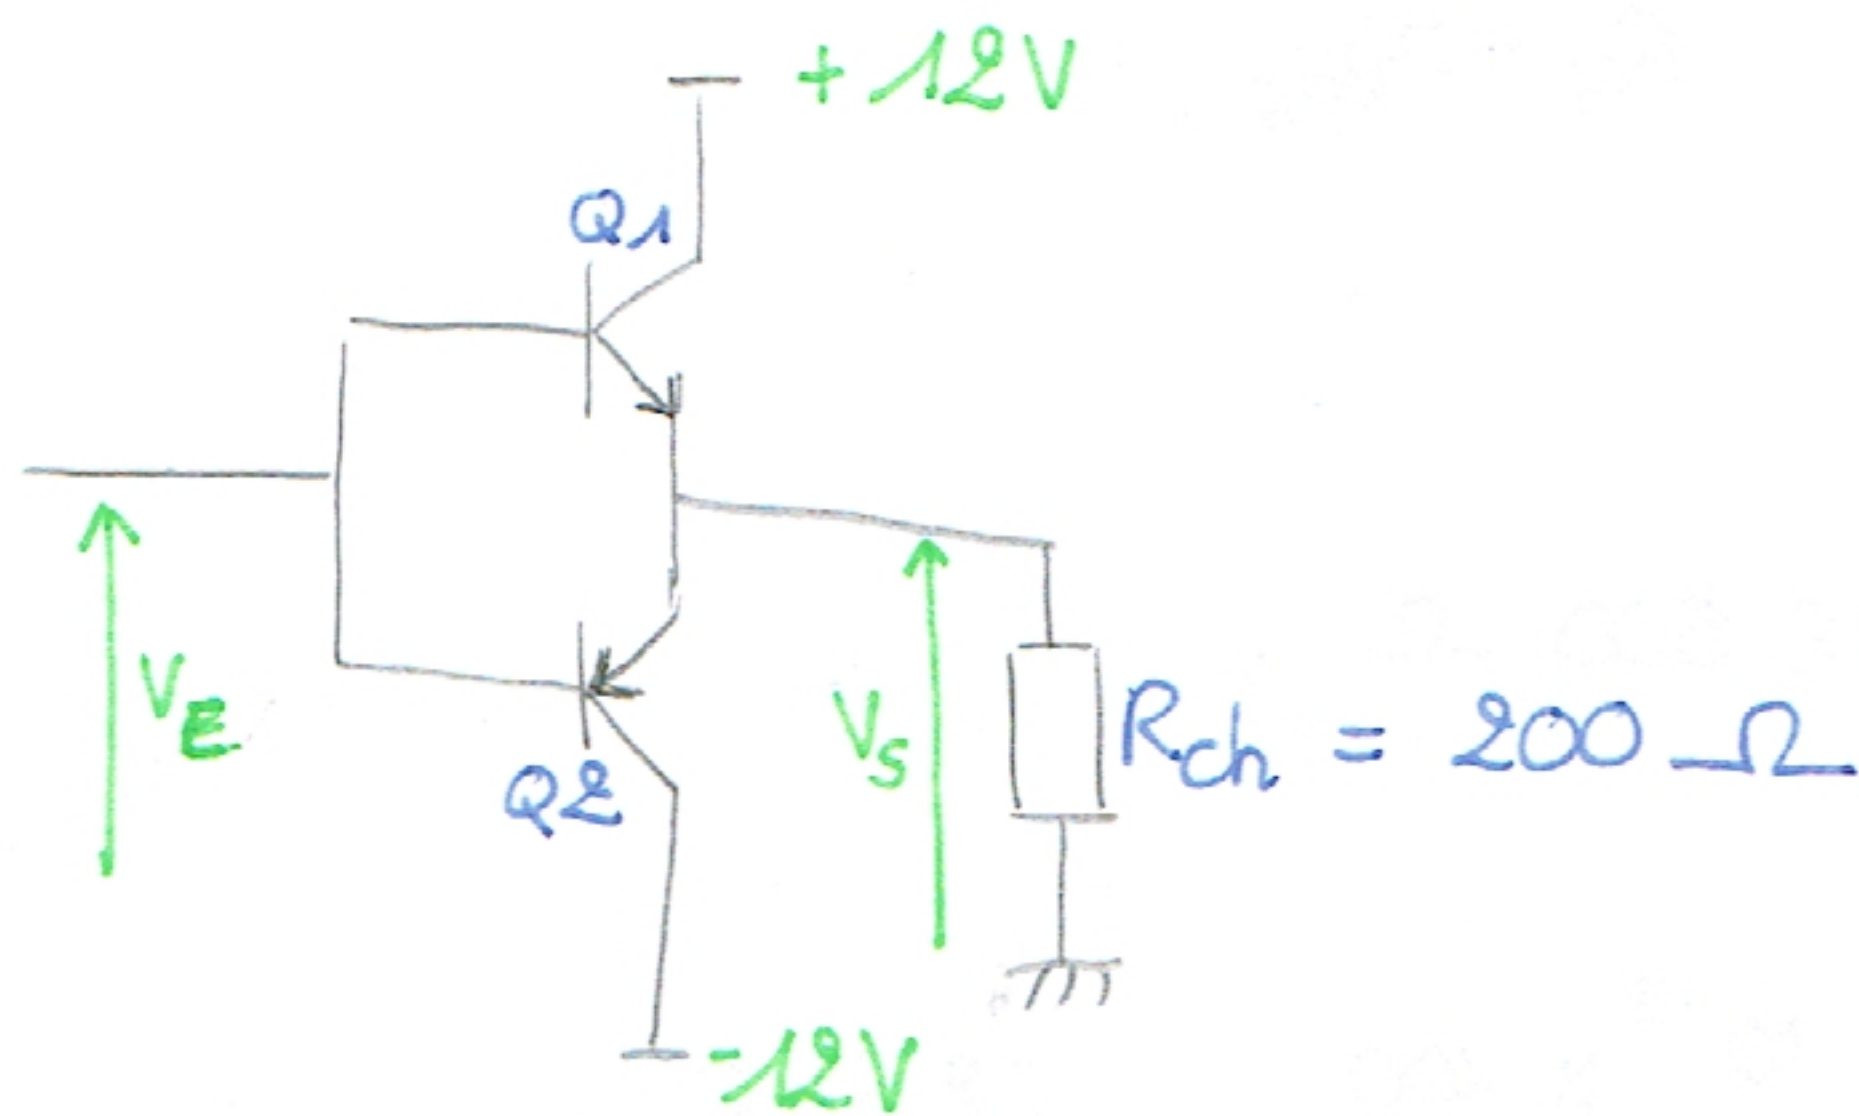 + 12V
Q1
VE
VS
Rch = 200 Ω
Q2
-12V